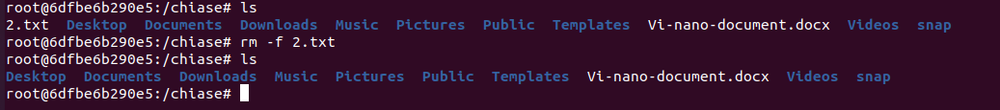 root@6dfbe6b290e5:/chiase# ls
2.txt  Desktop  Documents  Downloads  Music  Pictures  Public  Templates  Vi-nano-document.docx  Videos  snap
root@6dfbe6b290e5:/chiase# rm -f 2.txt
root@6dfbe6b290e5:/chiase# ls
Desktop  Documents  Downloads  Music  Pictures  Public  Templates  Vi-nano-document.docx  Videos  snap
root@6dfbe6b290e5:/chiase#